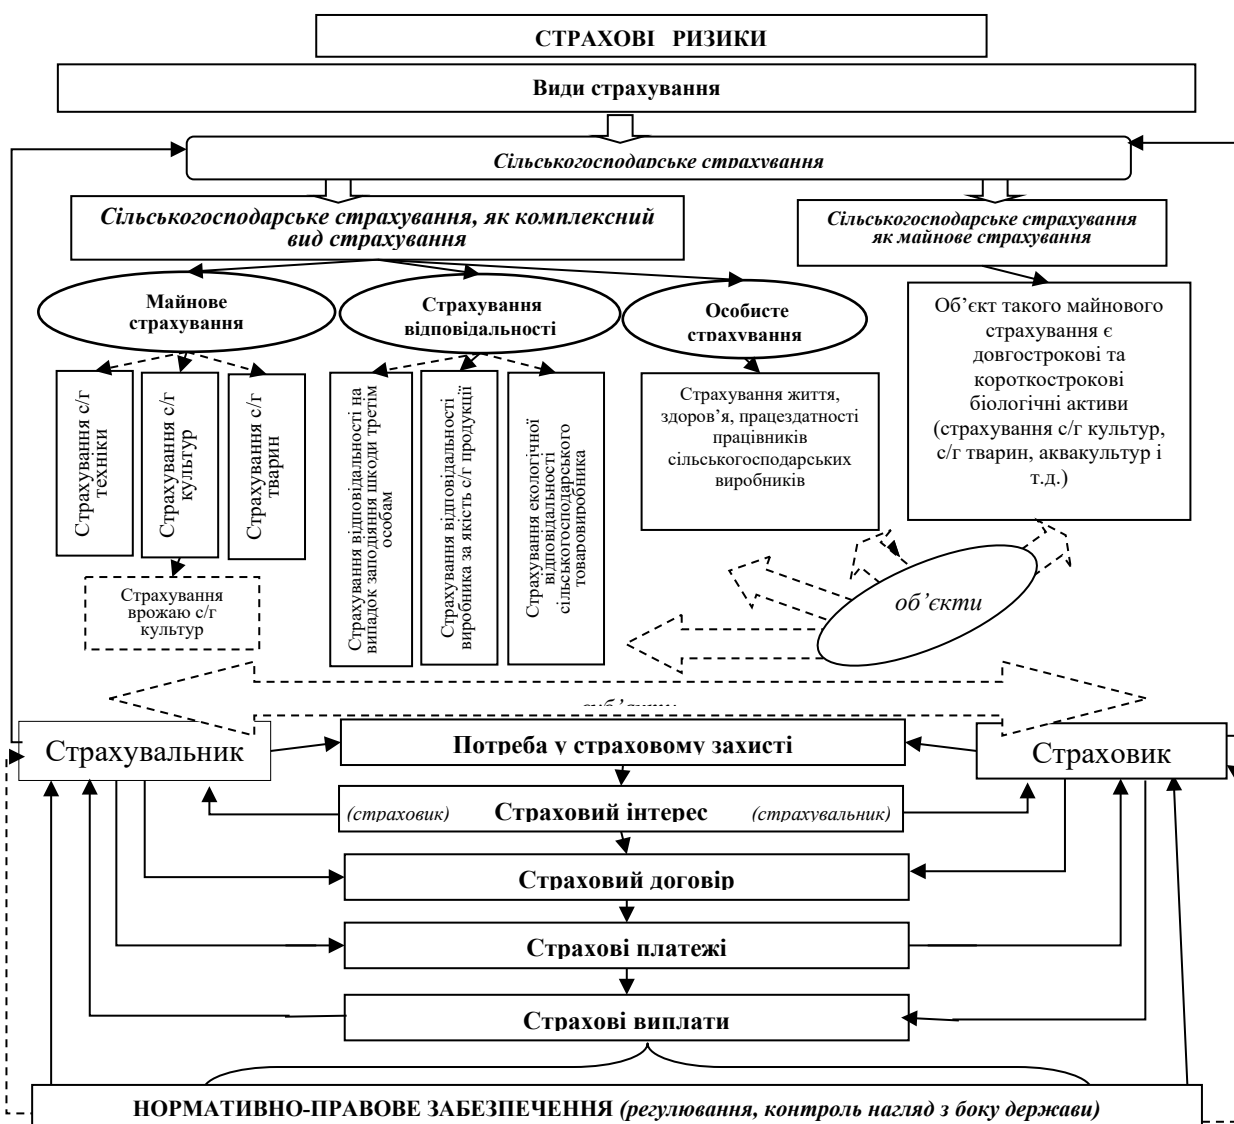 СТРАХОВІ РИЗИКИ
Види страхування
Сільськогосподарське страхування
Сільськогосподарське страхування, як комплексний
вид страхування
Сільськогосподарське страхування
як майнове страхування
Майнове
страхування
Страхування
відповідальності
Особисте
страхування
Об’єкт такого майнового
страхування є
довгострокові та
короткострокові
біологічні активи
(страхування с/г культур,
с/г тварин, аквакультур і
т.д.)
Страхування с/г
техніки
Страхування с/г
культур
Страхування с/г
тварин
Страхування відповідальності на
випадок заподіяння шкоди третім
особам
Страхування відповідальності
виробника за якість с/г продукції
Страхування екологічної
відповідальності
сільськогосподарського
товаровиробника
Страхування життя,
здоров’я, працездатності
працівників
сільськогосподарських
виробників
Страхування
врожаю с/г
культур
об’єкти
суб’єкти
Страхувальник
Потреба у страховому захисті
Страховик
(страховик) Страховий інтерес (страхувальник)
Страховий договір
Страхові платежі
Страхові виплати
НОРМАТИВНО-ПРАВОВЕ ЗАБЕЗПЕЧЕННЯ (регулювання, контроль нагляд з боку держави)